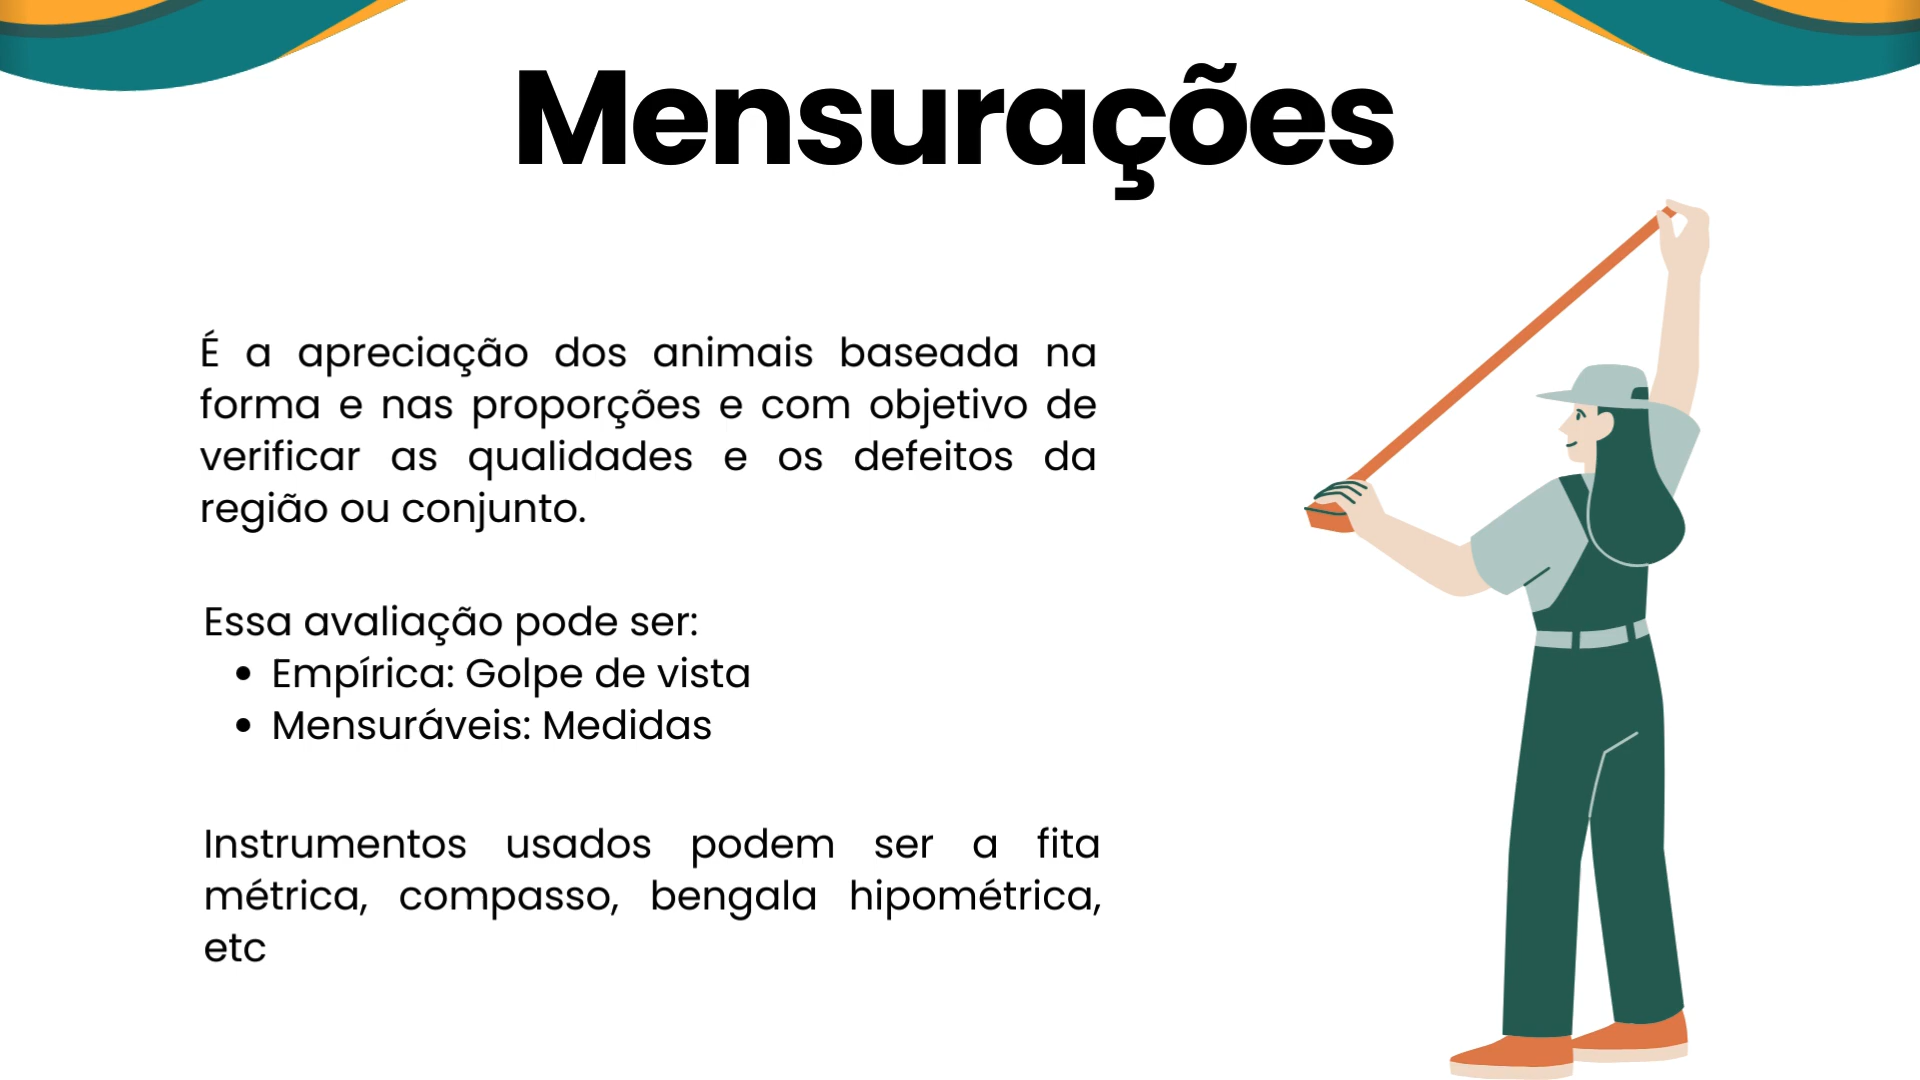 Mensurações
É a apreciação dos animais baseada na
forma e nas proporções e com objetivo de
verificar as qualidades e os defeitos da
região ou conjunto.
Essa avaliação pode ser:
• Empírica: Golpe de vista
• Mensuráveis: Medidas
Instrumentos usados podem ser a fita
métrica, compasso, bengala hipométrica,
etc